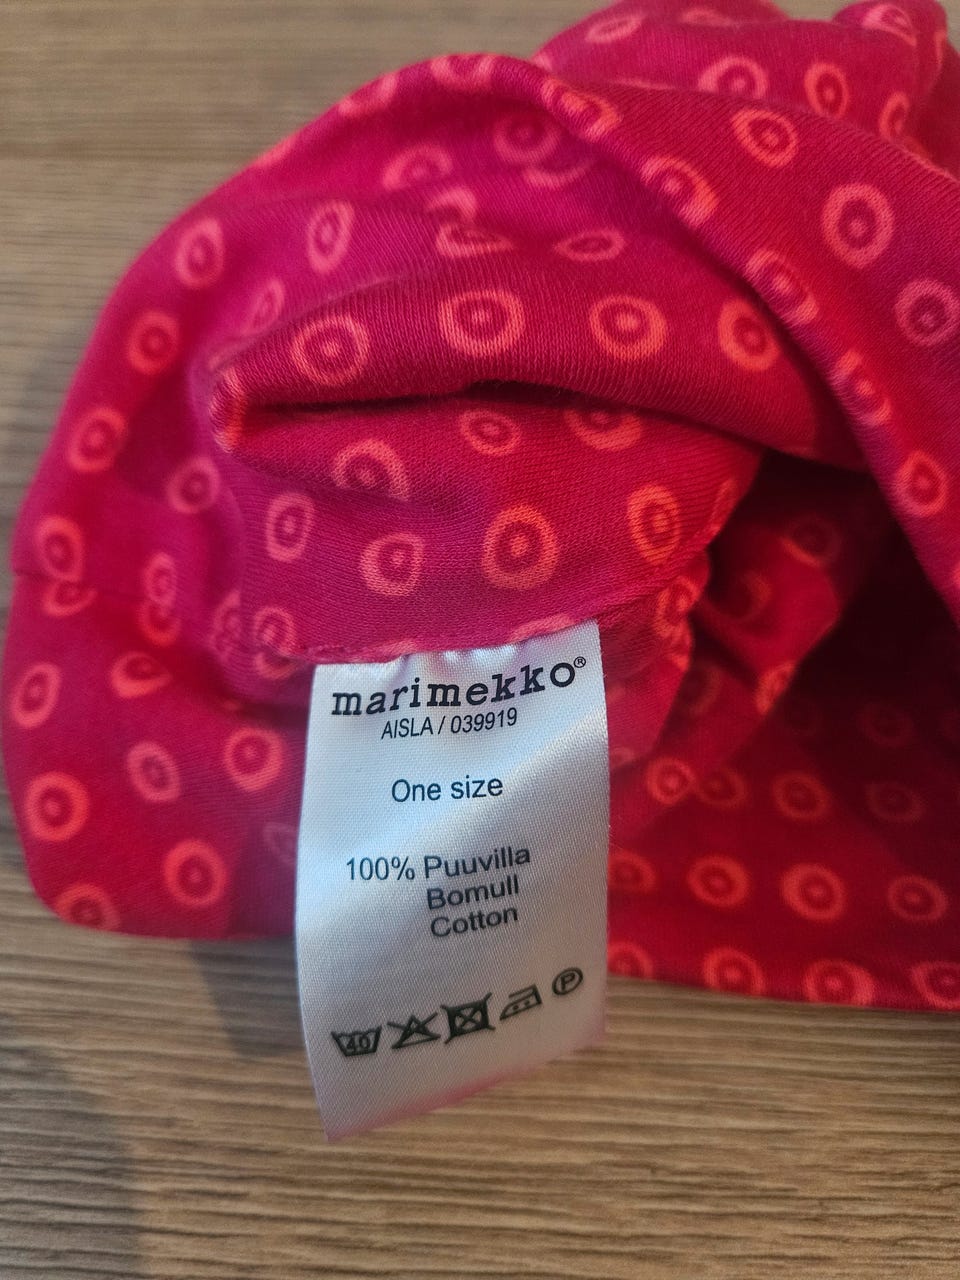 marimekko®
AISLA / 039919
One size
100% Puuvilla
Bomull
Cotton
40
P